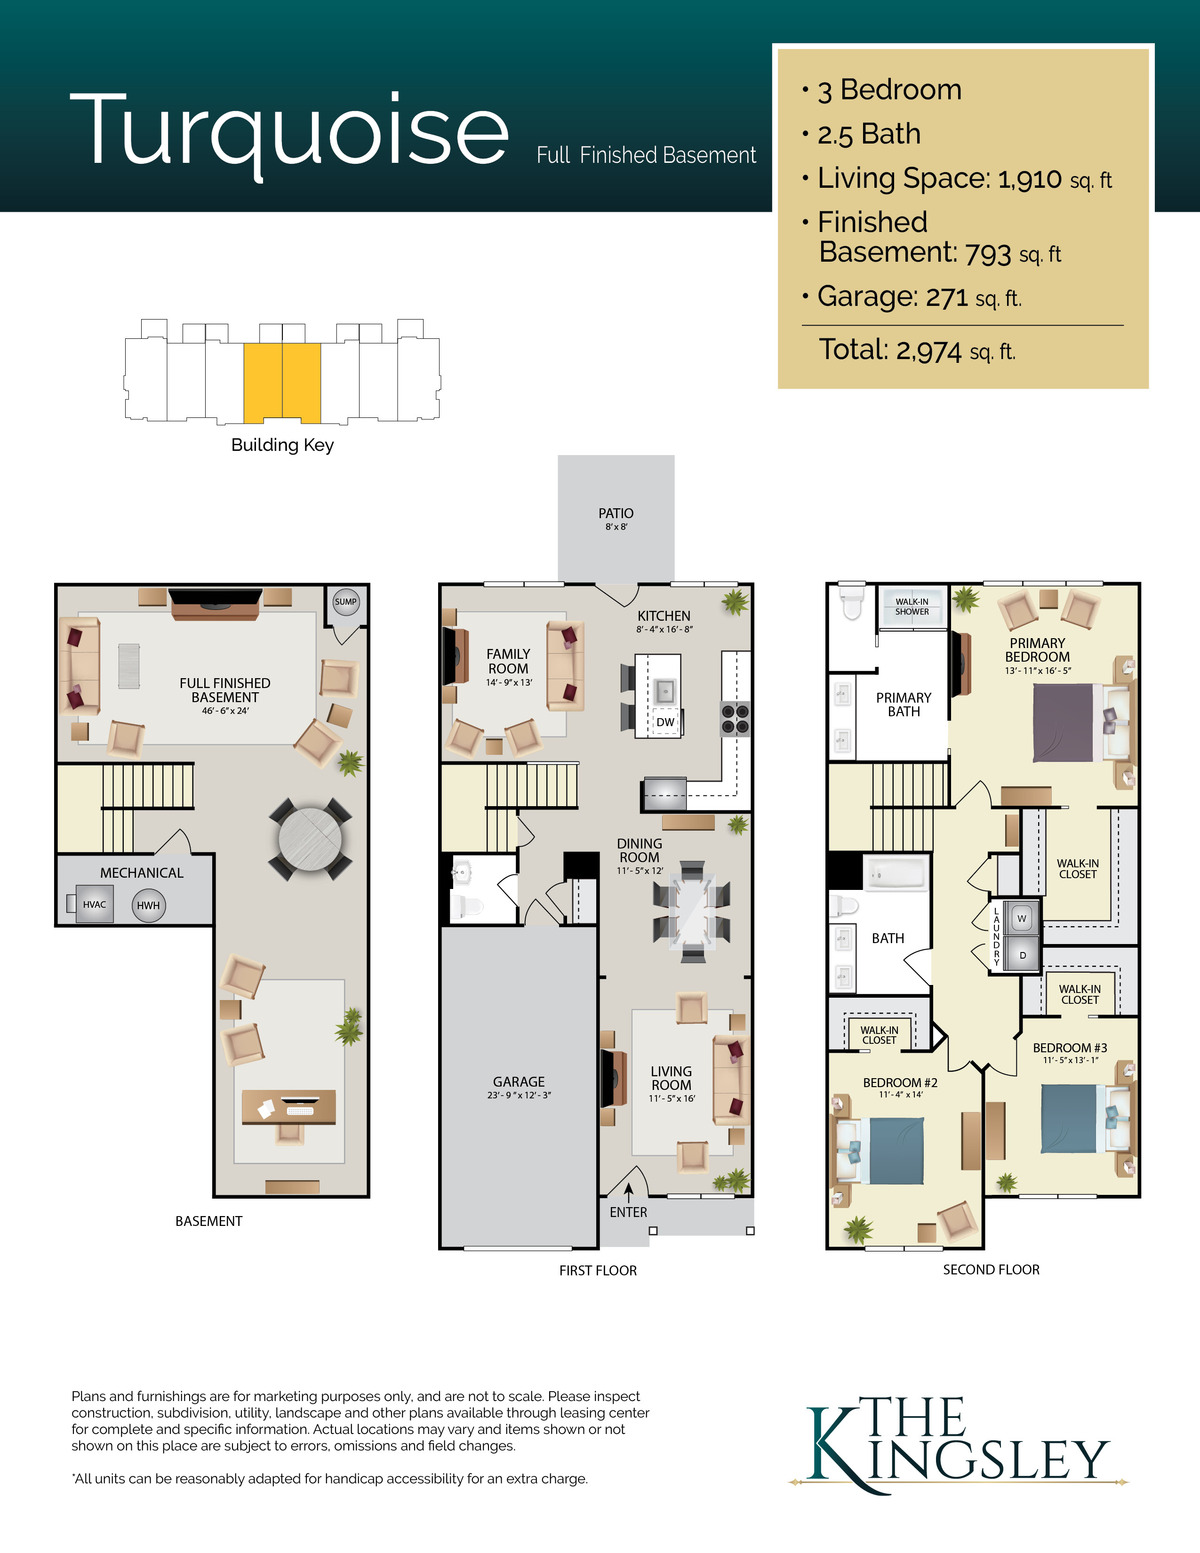 Turquoise Full Finished Basement
• 3 Bedroom
• 2.5 Bath
• Living Space: 1,910 sq. ft
• Finished
Basement: 793 sq. ft
• Garage: 271 sq. ft.
Total: 2,974 sq. ft.
Building Key
SUMP
FULL FINISHED
BASEMENT
46' - 6" x 24'
MECHANICAL
HVAC
HWH
BASEMENT
PATIO
8' x 8'
KITCHEN
8' - 4" x 16' - 8"
FAMILY
ROOM
14' - 9" x 13'
DW
DINING
ROOM
11' - 5" x 12'
GARAGE
23' - 9 " x 12' - 3"
LIVING
ROOM
11' - 5" x 16'
ENTER
FIRST FLOOR
WALK-IN
SHOWER
PRIMARY
BEDROOM
13' - 11" x 16' - 5"
PRIMARY
BATH
WALK-IN
CLOSET
LAUNDRY
W
D
BATH
WALK-IN
CLOSET
WALK-IN
CLOSET
BEDROOM #3
11' - 5" x 13' - 1"
BEDROOM #2
11' - 4" x 14'
SECOND FLOOR
Plans and furnishings are for marketing purposes only, and are not to scale. Please inspect
construction, subdivision, utility, landscape and other plans available through leasing center
for complete and specific information. Actual locations may vary and items shown or not
shown on this place are subject to errors, omissions and field changes.
*All units can be reasonably adapted for handicap accessibility for an extra charge.
THE
KINGSLEY